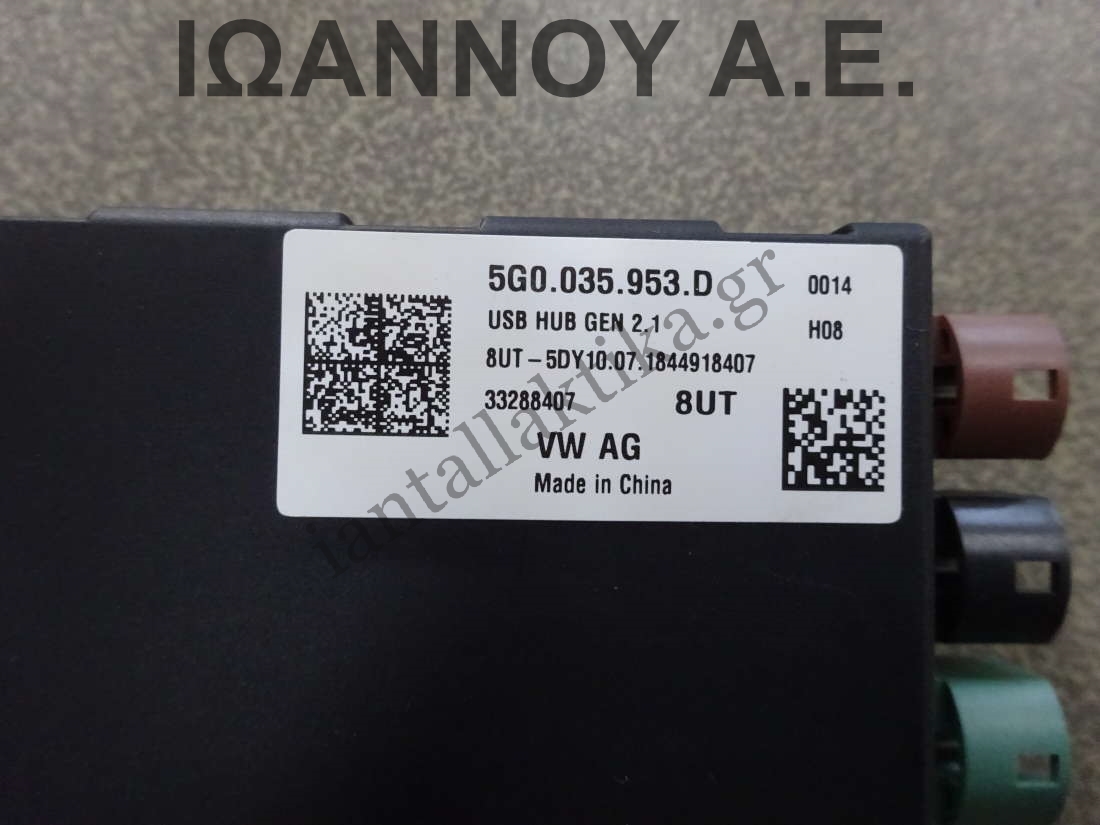 ΙΩΑΝΝΟΥ Α.Ε.
5G0.035.953.D
0014
USB HUB GEN 2.1
H08
8UT-5DY10.07.1844918407
33288407
8UT
VW AG
Made in China
iantallaktika.gr